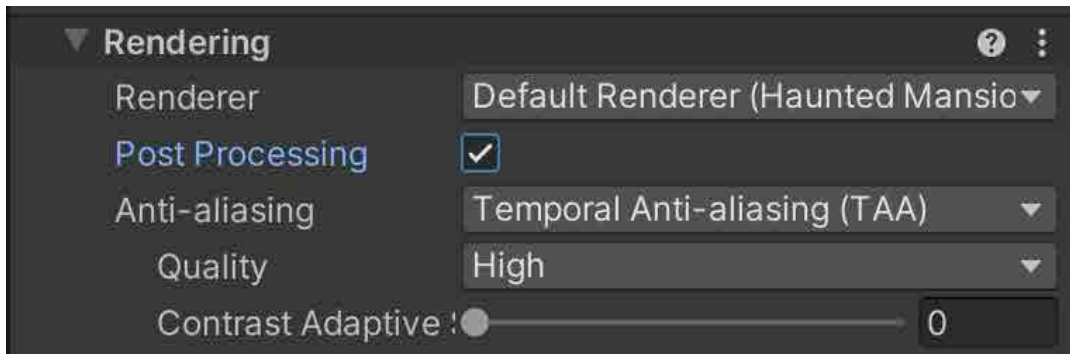 Rendering
Renderer Default Renderer (Haunted Mansio
Post Processing
Anti-aliasing Temporal Anti-aliasing (TAA)
Quality High
Contrast Adaptive 0